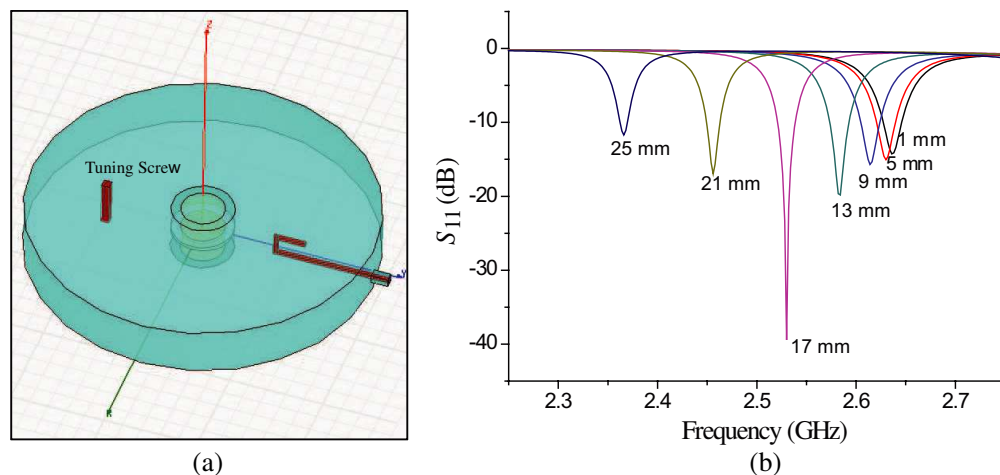 Z
Tuning Screw
Y
R
(a)
0
-10
-20
-30
-40
S11 (dB)
25 mm
21 mm
17 mm
13 mm
9 mm
5 mm
1 mm
2.3 2.4 2.5 2.6 2.7
Frequency (GHz)
(b)